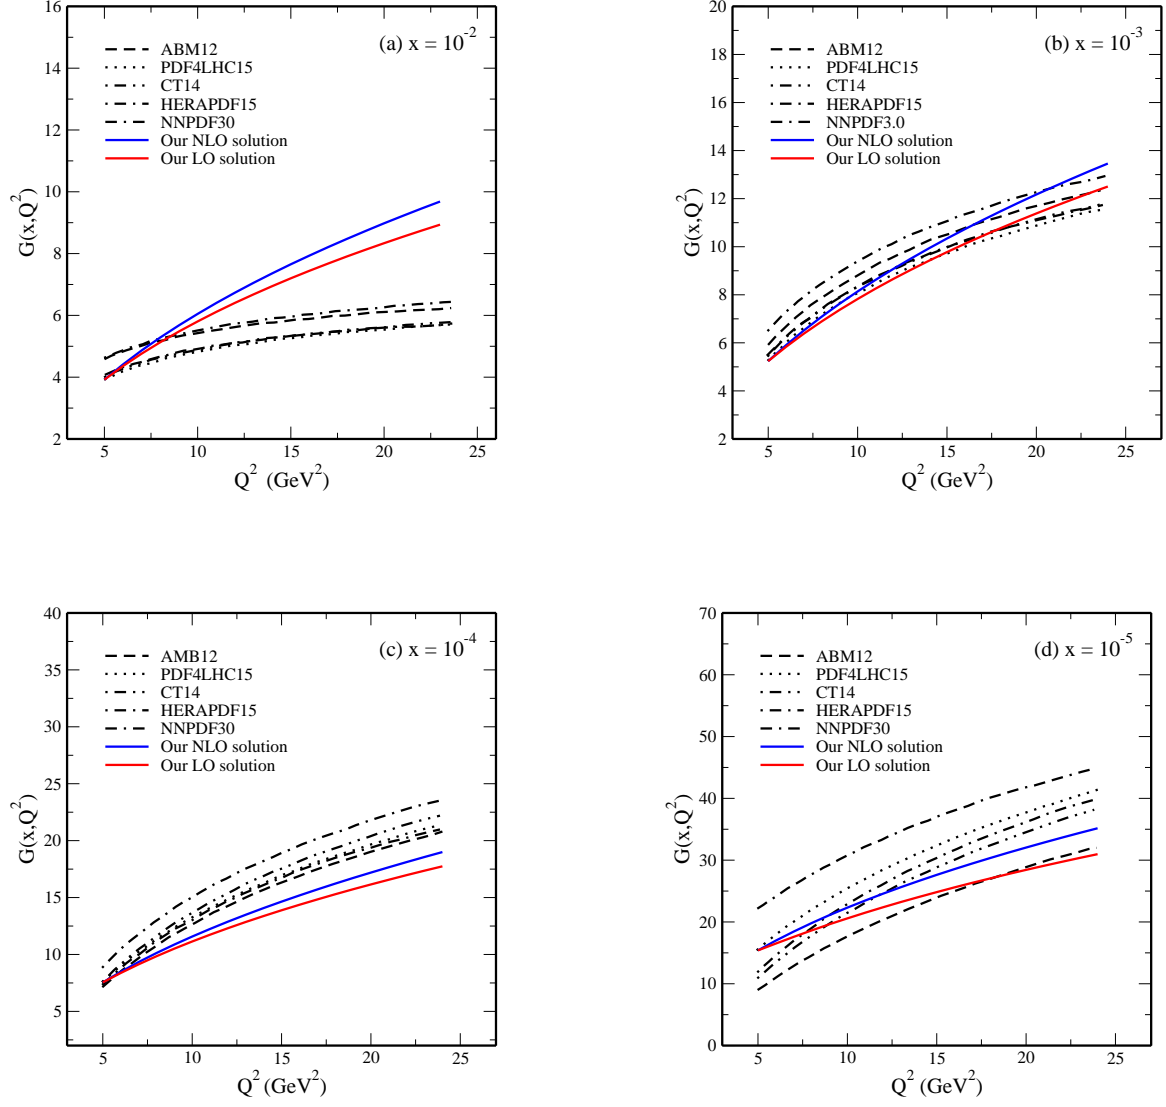 (a) x = 10^-2
ABM12
PDF4LHC15
CT14
HERAPDF15
NNPDF30
Our NLO solution
Our LO solution
G(x,Q^2)
16
14
12
10
8
6
4
2
5 10 15 20 25
Q^2 (GeV^2)
(b) x = 10^-3
ABM12
PDF4LHC15
CT14
HERAPDF15
NNPDF3.0
Our NLO solution
Our LO solution
G(x,Q^2)
20
18
16
14
12
10
8
6
4
2
5 10 15 20 25
Q^2 (GeV^2)
(c) x = 10^-4
AMB12
PDF4LHC15
CT14
HERAPDF15
NNPDF30
Our NLO solution
Our LO solution
G(x,Q^2)
40
35
30
25
20
15
10
5
5 10 15 20 25
Q^2 (GeV^2)
(d) x = 10^-5
ABM12
PDF4LHC15
CT14
HERAPDF15
NNPDF30
Our NLO solution
Our LO solution
G(x,Q^2)
70
60
50
40
30
20
10
0
5 10 15 20 25
Q^2 (GeV^2)